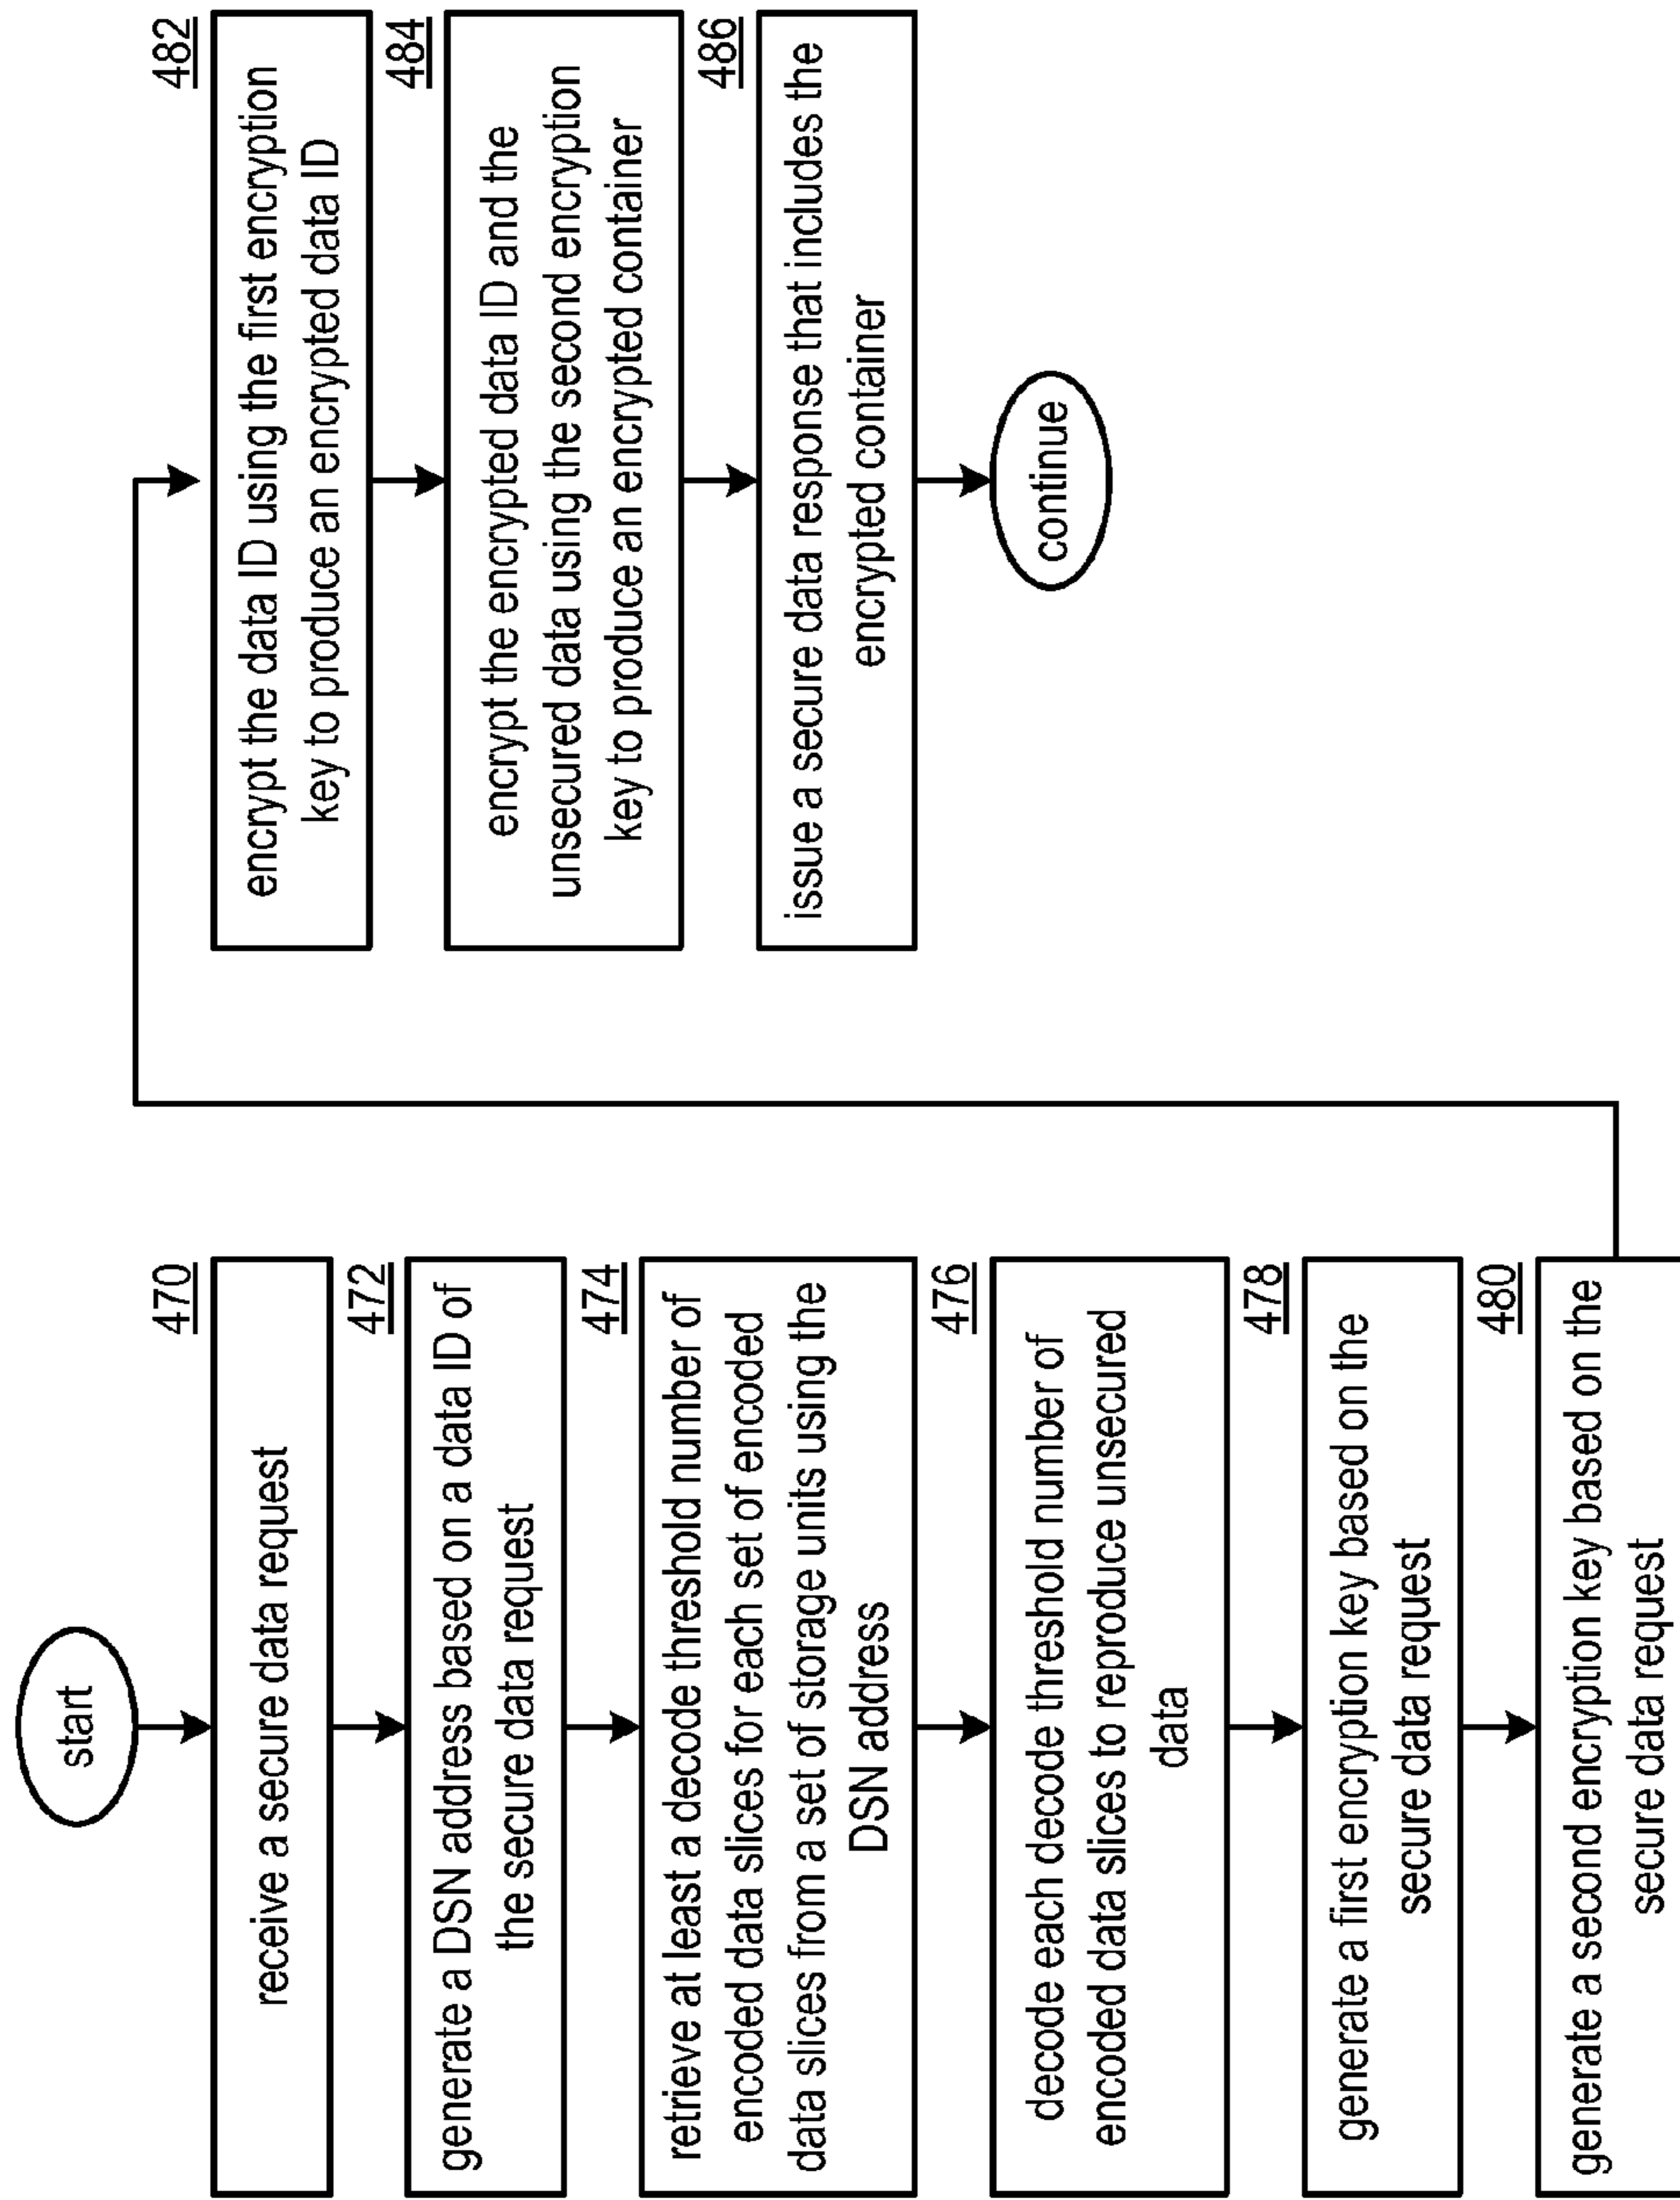 start
470
receive a secure data request
472
generate a DSN address based on a data ID of
the secure data request
474
retrieve at least a decode threshold number of
encoded data slices for each set of encoded
data slices from a set of storage units using the
DSN address
476
decode each decode threshold number of
encoded data slices to reproduce unsecured
data
478
generate a first encryption key based on the
secure data request
480
generate a second encryption key based on the
secure data request
482
encrypt the data ID using the first encryption
key to produce an encrypted data ID
484
encrypt the encrypted data ID and the
unsecured data using the second encryption
key to produce an encrypted container
486
issue a secure data response that includes the
encrypted container
continue